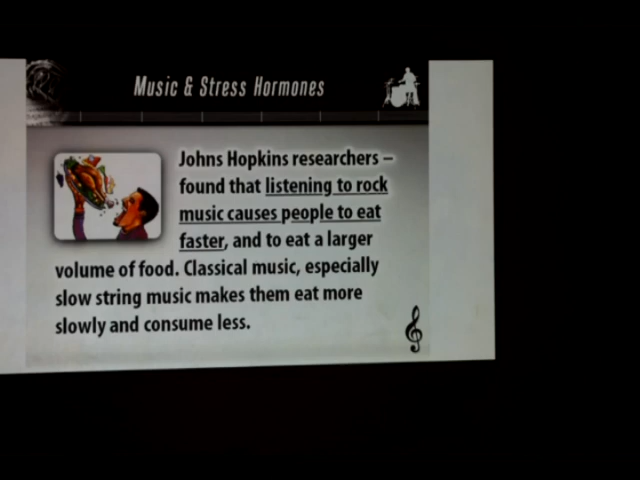 Music & Stress Hormones
Johns Hopkins researchers –
found that listening to rock
music causes people to eat
faster, and to eat a larger
volume of food. Classical music, especially
slow string music makes them eat more
slowly and consume less.